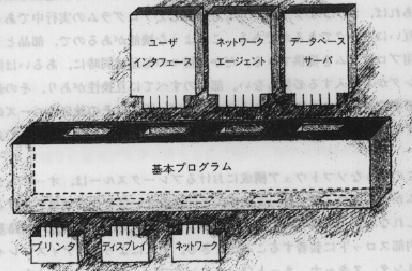 ユーザ
インタフェース
ネットワーク
エージェント
データベース
サーバ
基本プログラム
プリンタ
ディスプレイ
ネットワーク